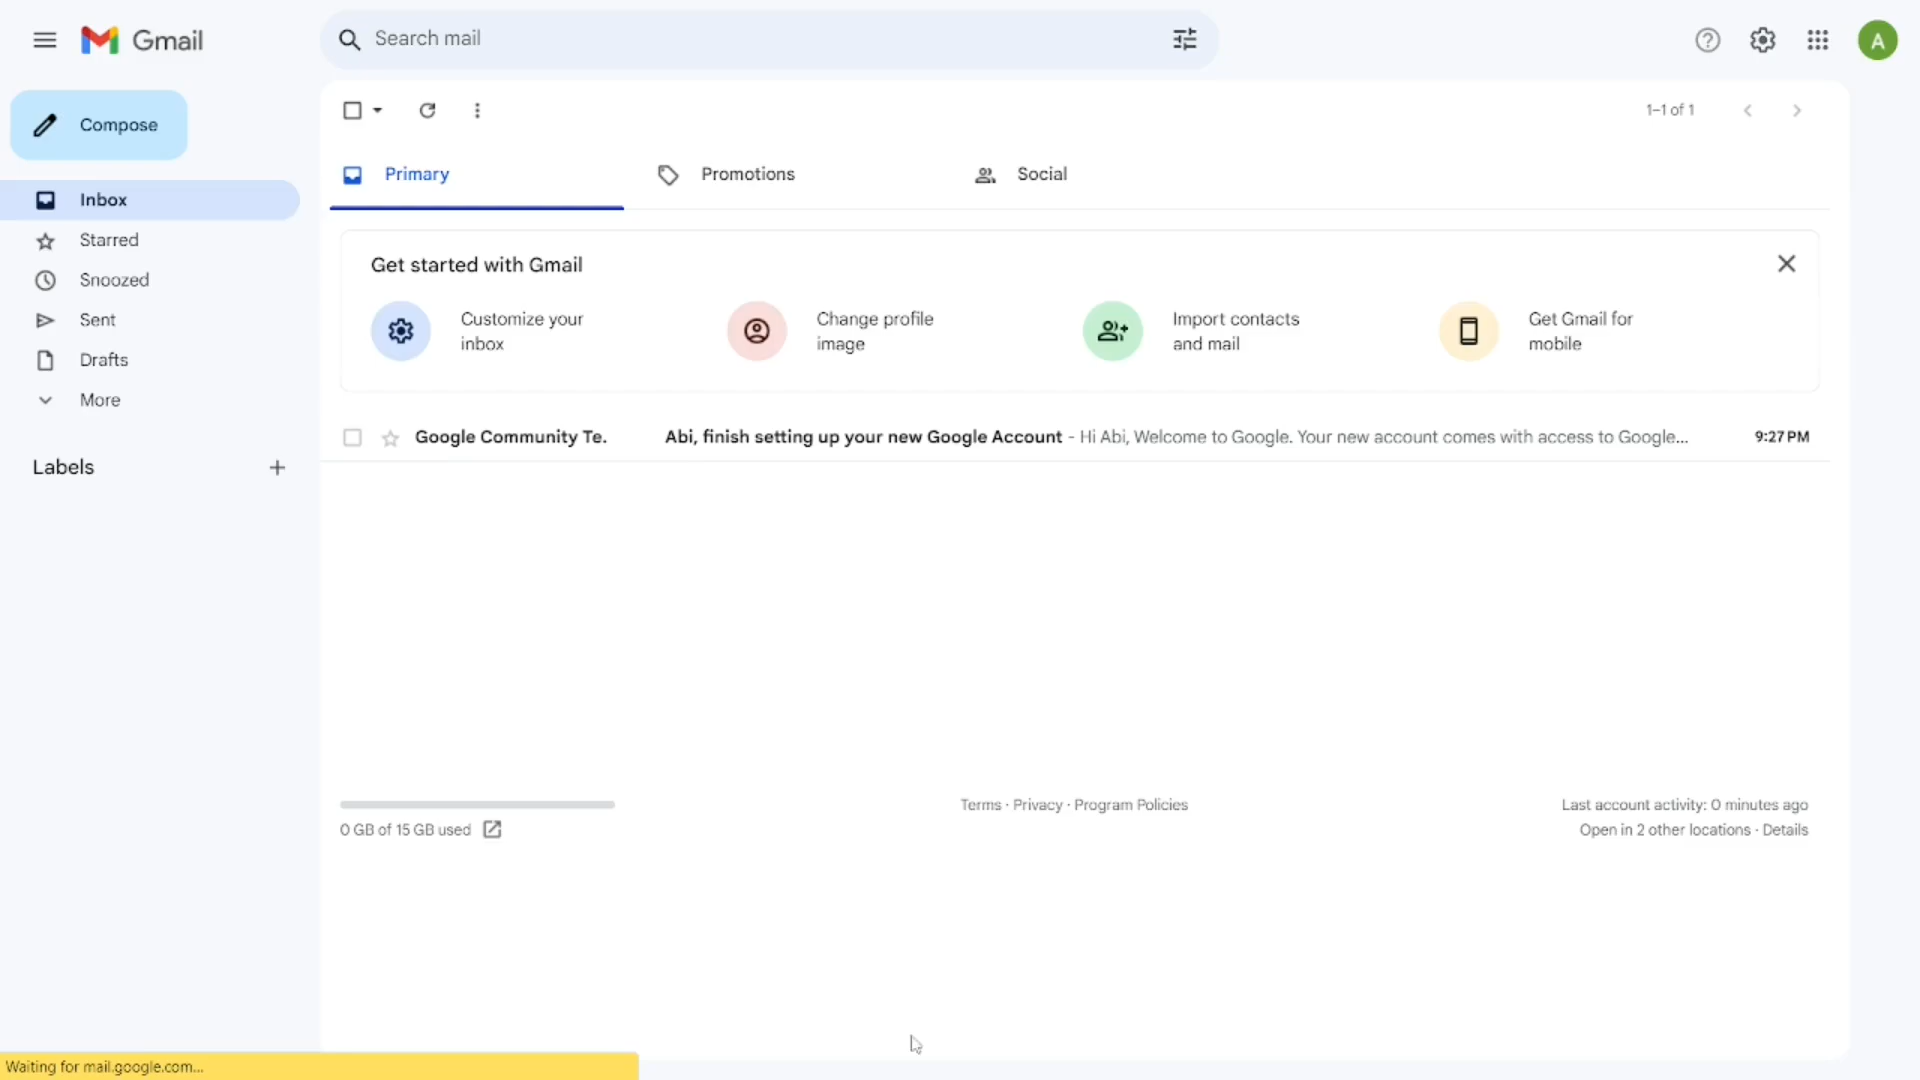 Gmail
Search mail
A
Compose
1–1 of 1
Primary
Promotions
Social
Inbox
Starred
Snoozed
Sent
Drafts
More
Labels
Get started with Gmail
Customize your
inbox
Change profile
image
Import contacts
and mail
Get Gmail for
mobile
Google Community Te. Abi, finish setting up your new Google Account - Hi Abi, Welcome to Google. Your new account comes with access to Google... 9:27 PM
0 GB of 15 GB used
Terms · Privacy · Program Policies
Last account activity: 0 minutes ago
Open in 2 other locations · Details
Waiting for mail.google.com...